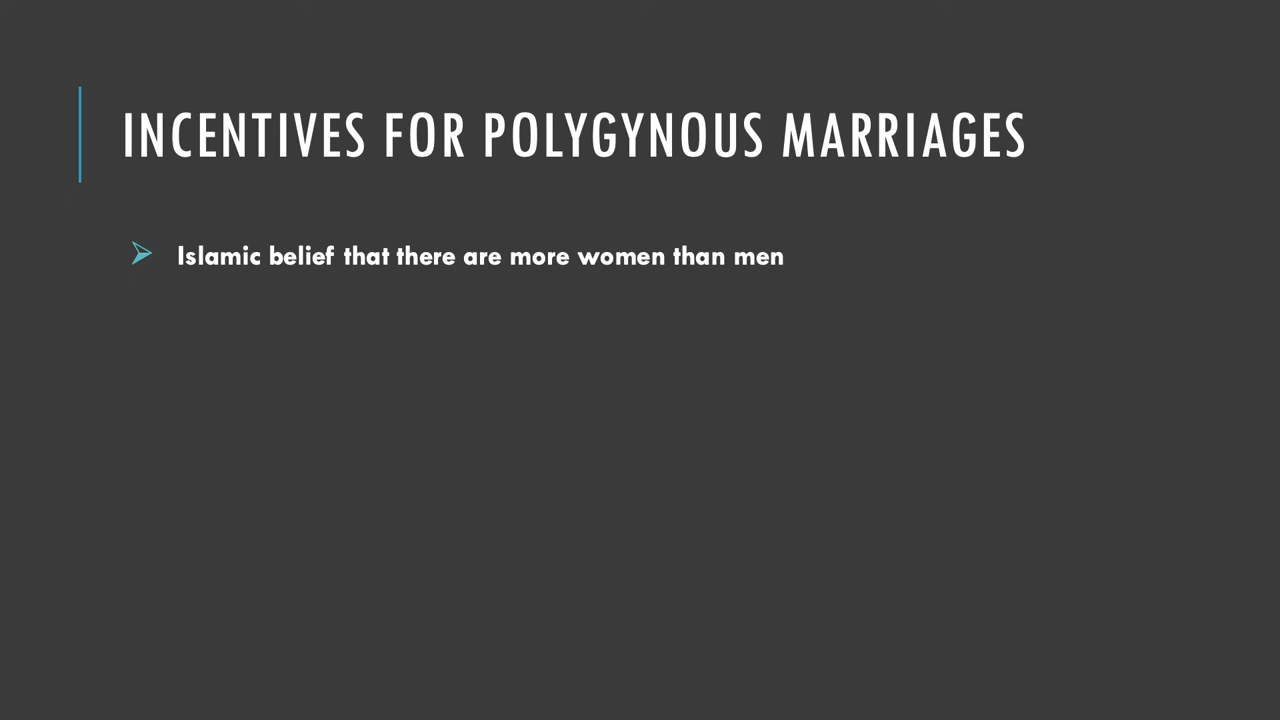 INCENTIVES FOR POLYGYNOUS MARRIAGES
Islamic belief that there are more women than men